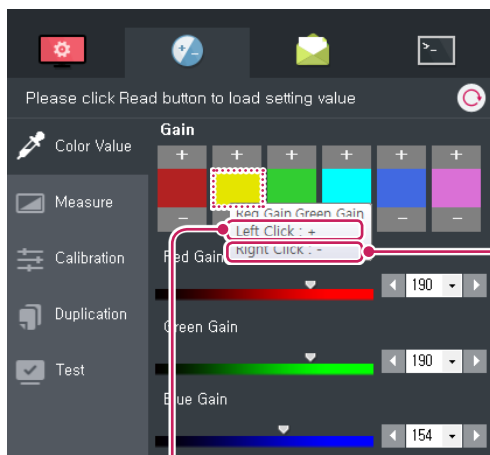 Please click Read button to load setting value
Color Value
Gain
+ + + + + +
- - - -
Red Gain Green Gain
Left Click : +
Right Click : -
Measure
Calibration
Red Gain
190
Duplication
Green Gain
190
Test
Blue Gain
154